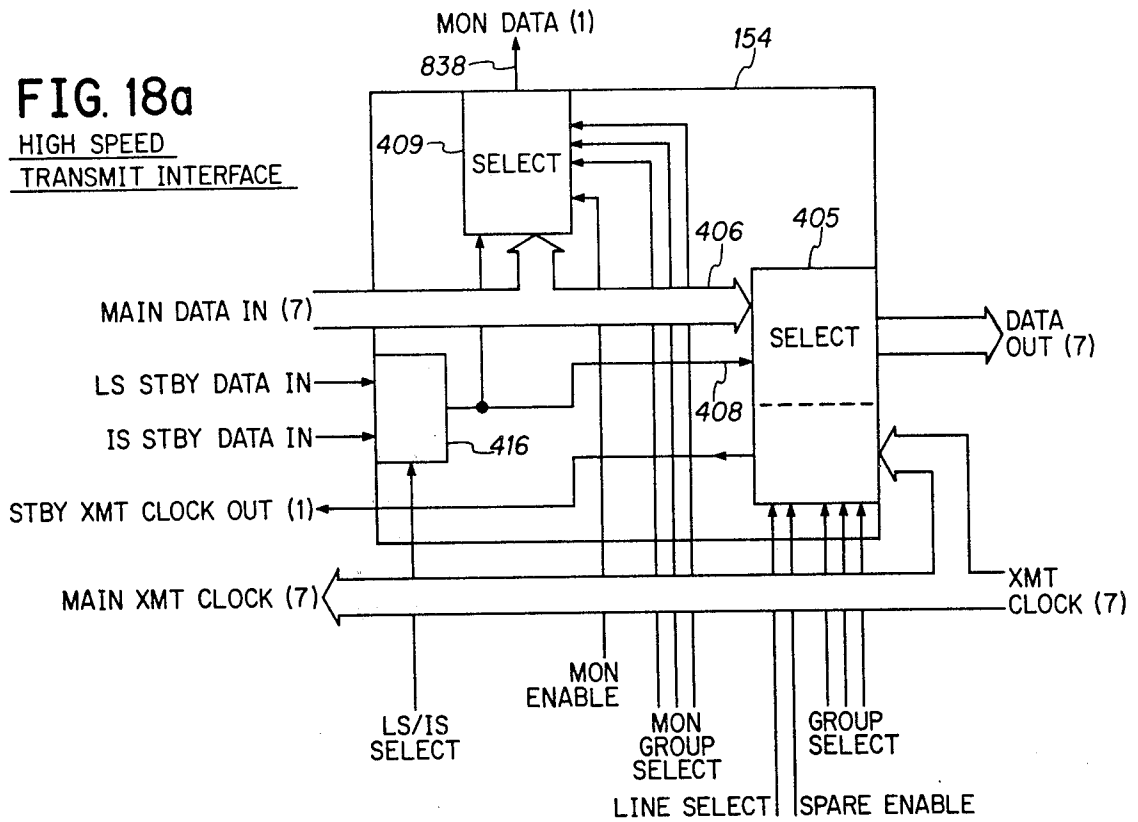 MON DATA (1)
838
154
FIG. 18a
HIGH SPEED
TRANSMIT INTERFACE
409
SELECT
406
405
MAIN DATA IN (7)
SELECT
DATA
OUT (7)
LS STBY DATA IN
408
IS STBY DATA IN
416
STBY XMT CLOCK OUT (1)
MAIN XMT CLOCK (7)
XMT
CLOCK (7)
MON
ENABLE
LS/IS
SELECT
MON
GROUP
SELECT
GROUP
SELECT
LINE SELECT
SPARE ENABLE